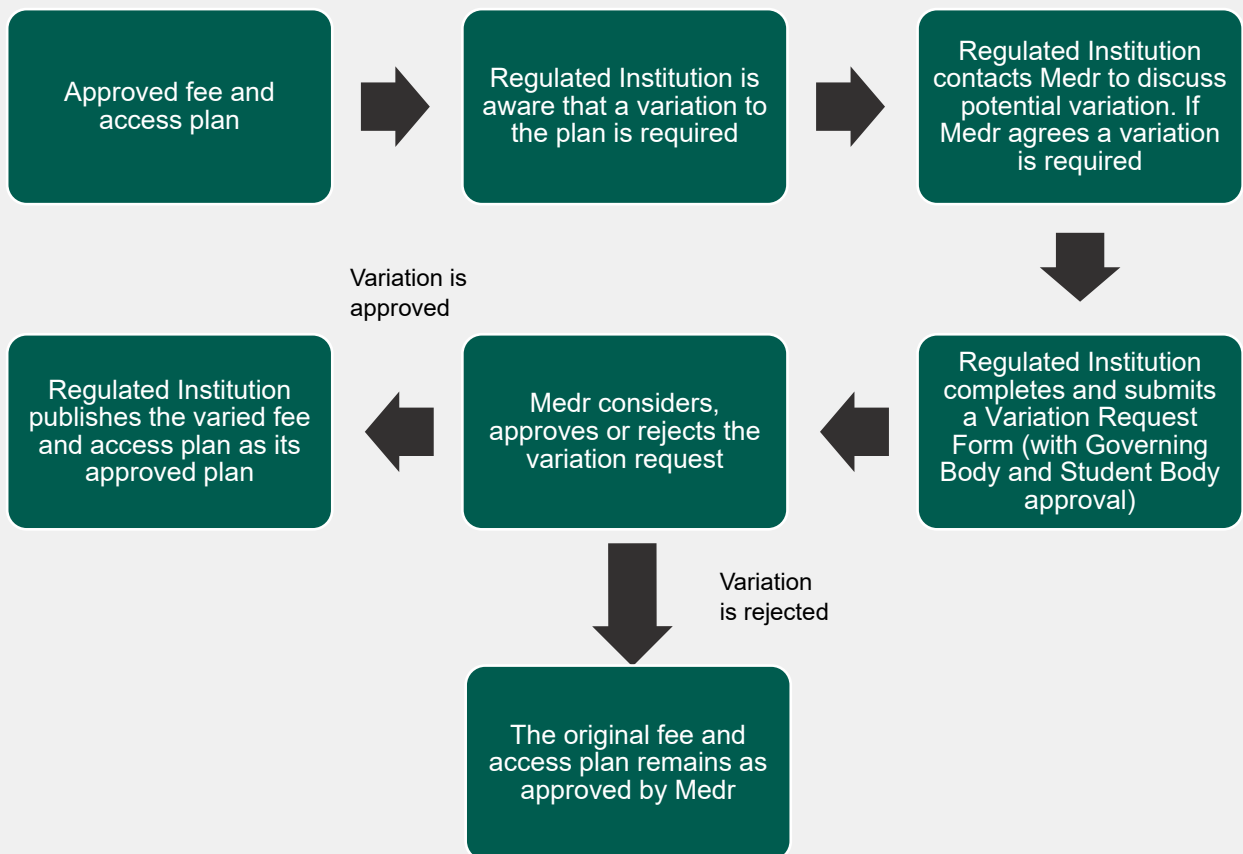 Approved fee and
access plan
Regulated Institution is
aware that a variation to
the plan is required
Regulated Institution
contacts Medr to discuss
potential variation. If
Medr agrees a variation
is required
Regulated Institution
completes and submits
a Variation Request
Form (with Governing
Body and Student Body
approval)
Medr considers,
approves or rejects the
variation request
Variation is
approved
Regulated Institution
publishes the varied fee
and access plan as its
approved plan
Variation
is rejected
The original fee and
access plan remains as
approved by Medr